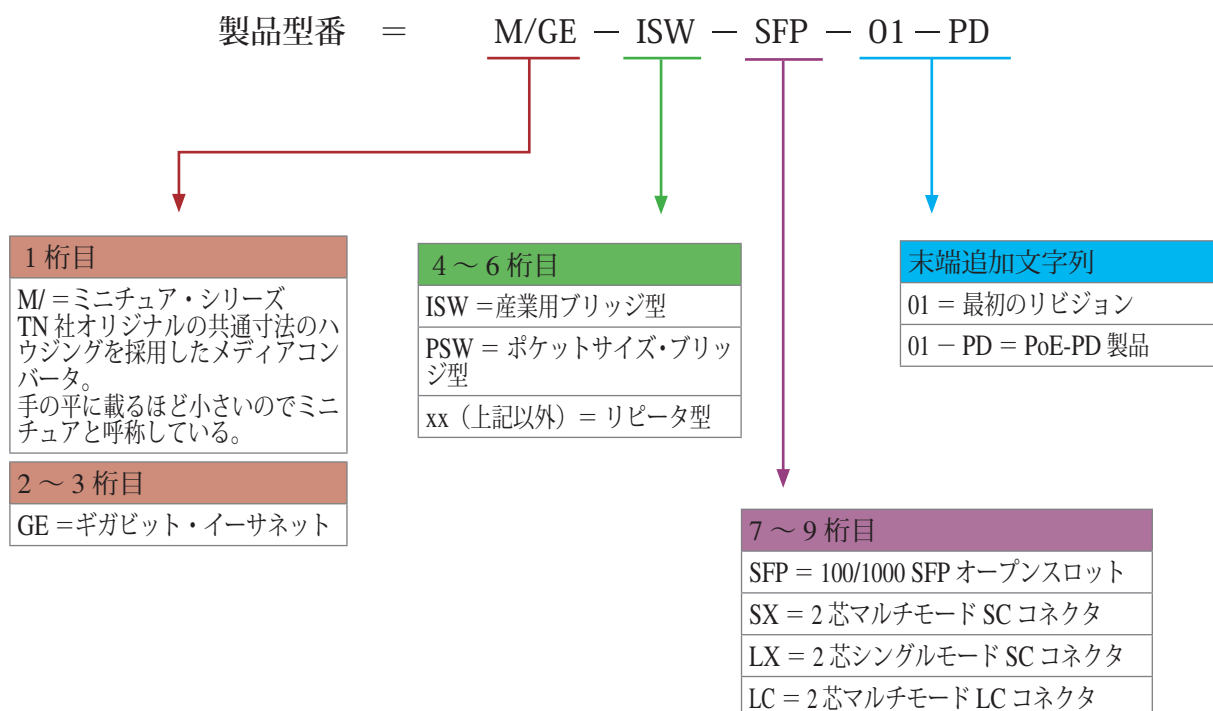 製品型番 = M/GE － ISW － SFP － 01 － PD
1 桁目
M/ ＝ミニチュア・シリーズ
TN 社オリジナルの共通寸法のハ
ウジングを採用したメディアコン
バータ。
手の平に載るほど小さいのでミニ
チュアと呼称している。
2 ～ 3 桁目
GE ＝ギガビット・イーサネット
4 ～ 6 桁目
ISW ＝産業用ブリッジ型
PSW ＝ ポケットサイズ・ブリッ
ジ型
xx（上記以外）＝ リピータ型
7 ～ 9 桁目
SFP ＝ 100/1000 SFP オープンスロット
SX ＝ 2 芯マルチモード SC コネクタ
LX ＝ 2 芯シングルモード SC コネクタ
LC ＝ 2 芯マルチモード LC コネクタ
末端追加文字列
01 ＝ 最初のリビジョン
01 － PD ＝ PoE-PD 製品